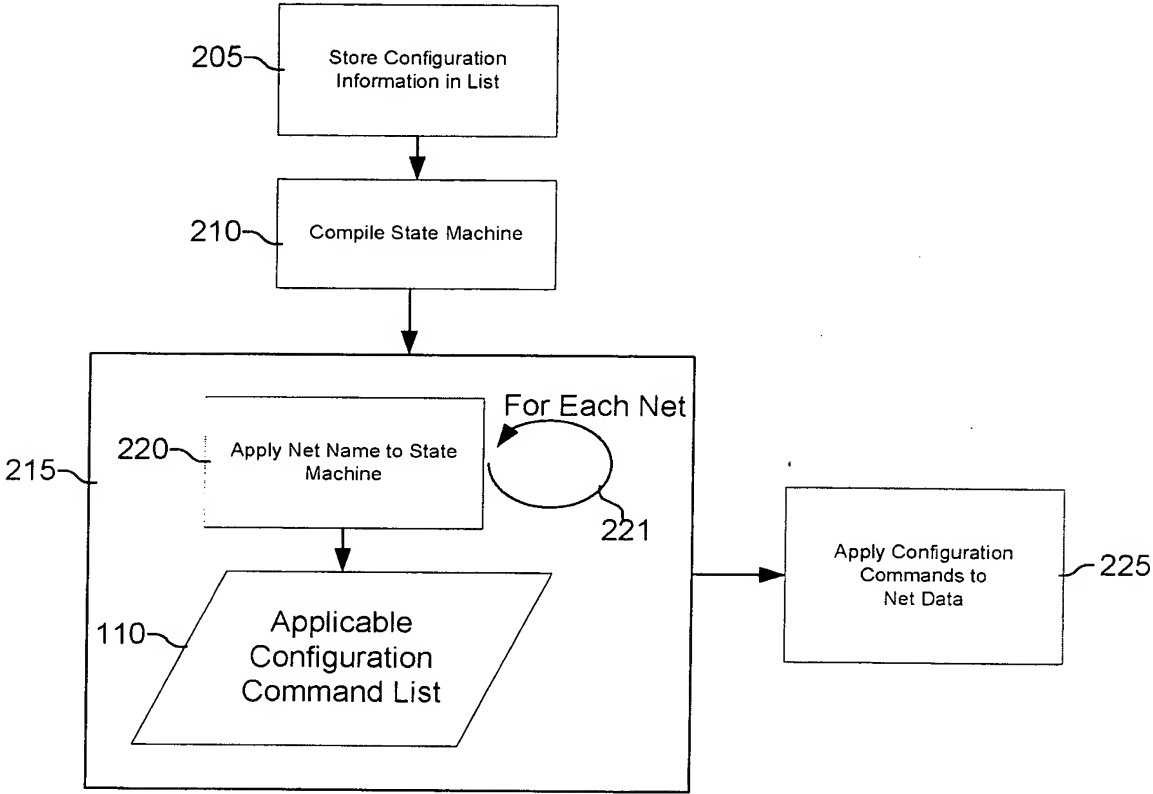 205
Store Configuration
Information in List
210
Compile State Machine
For Each Net
220
Apply Net Name to State
Machine
215
221
Apply Configuration
Commands to
Net Data
225
110
Applicable
Configuration
Command List